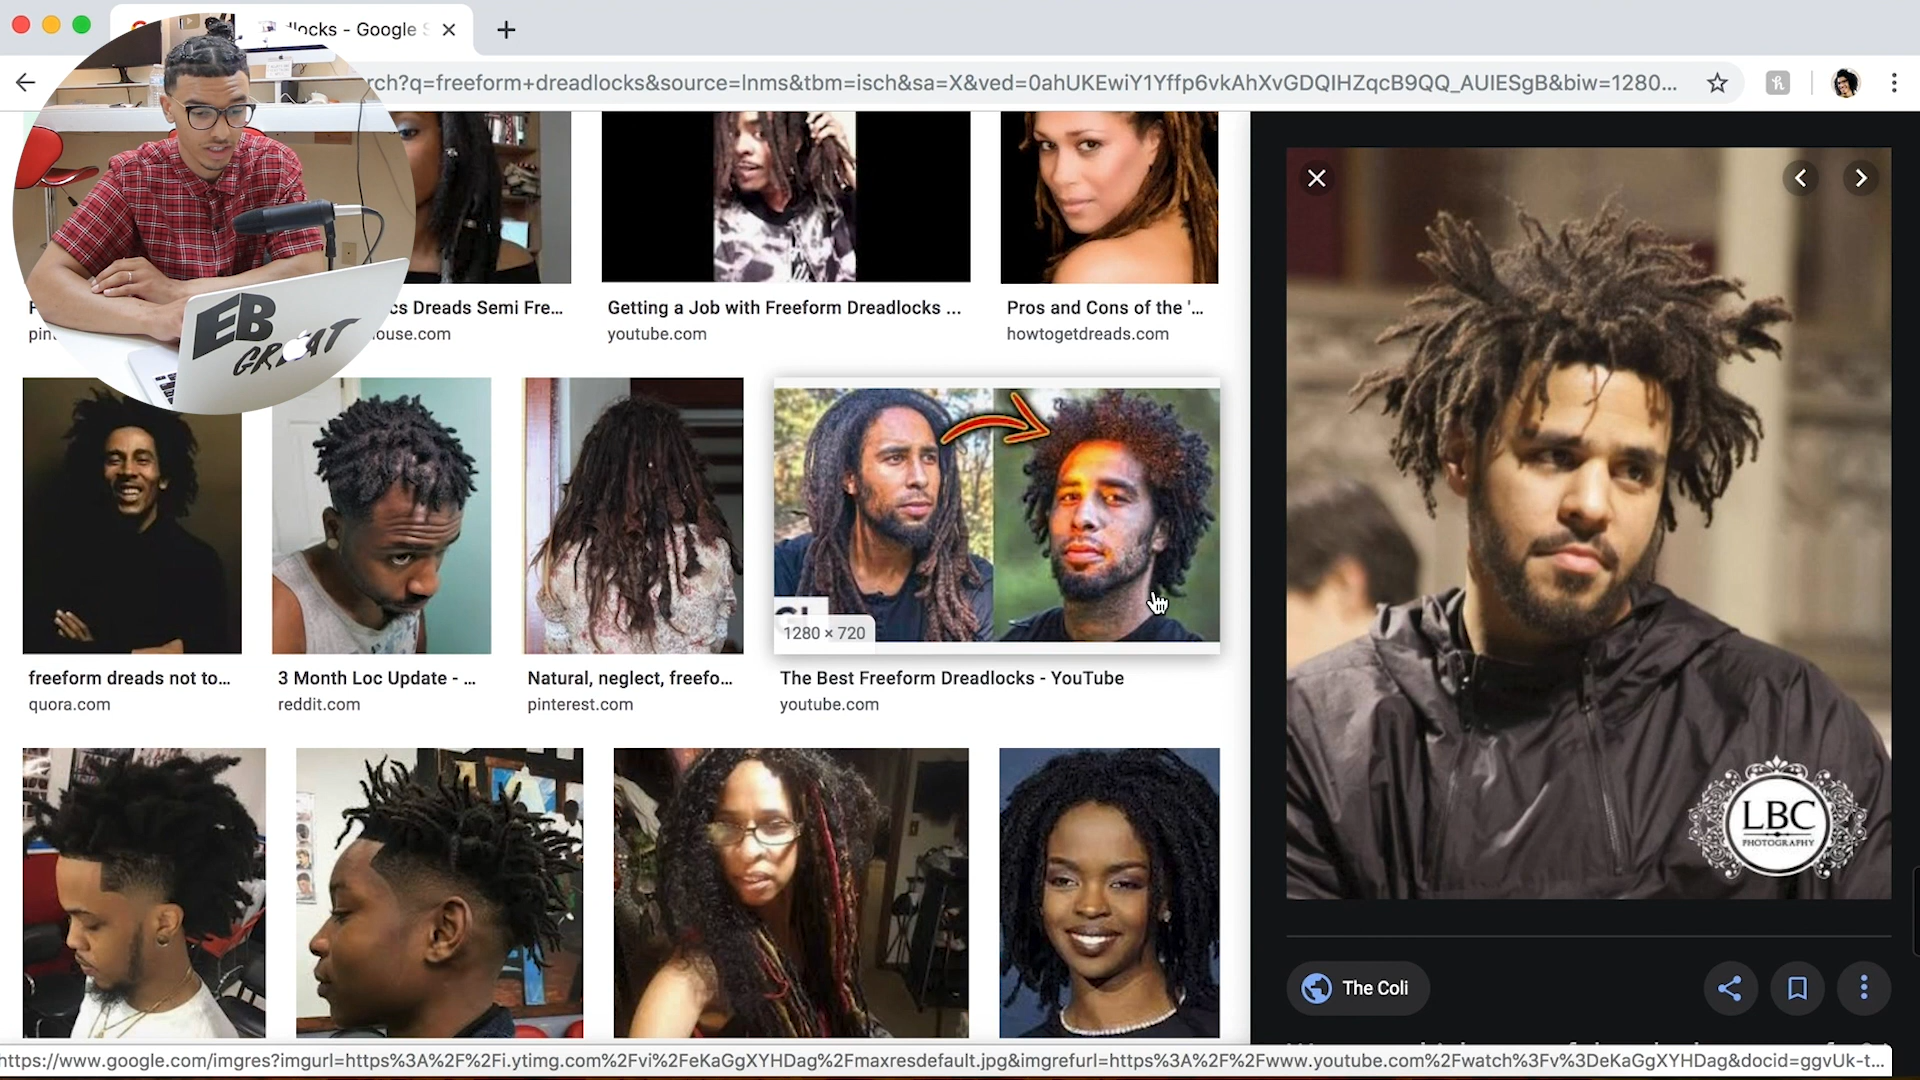 locks - Google S
rch?q=freeform+dreadlocks&source=lnms&tbm=isch&sa=X&ved=0ahUKEwiY1Yffp6vkAhXvGDQIHZqcB9QQ_AUIESgB&biw=1280...
EB
GREAT
cs Dreads Semi Fre...
ouse.com
pin
Getting a Job with Freeform Dreadlocks ...
youtube.com
Pros and Cons of the '...
howtogetdreads.com
1280 × 720
freeform dreads not to...
quora.com
3 Month Loc Update - ...
reddit.com
Natural, neglect, freefo...
pinterest.com
The Best Freeform Dreadlocks - YouTube
youtube.com
LBC
PHOTOGRAPHY
The Coli
https://www.google.com/imgres?imgurl=https%3A%2F%2Fi.ytimg.com%2Fvi%2FeKaGgXYHDag%2Fmaxresdefault.jpg&imgrefurl=https%3A%2F%2Fwww.youtube.com%2Fwatch%3Fv%3DeKaGgXYHDag&docid=ggvUk-t...